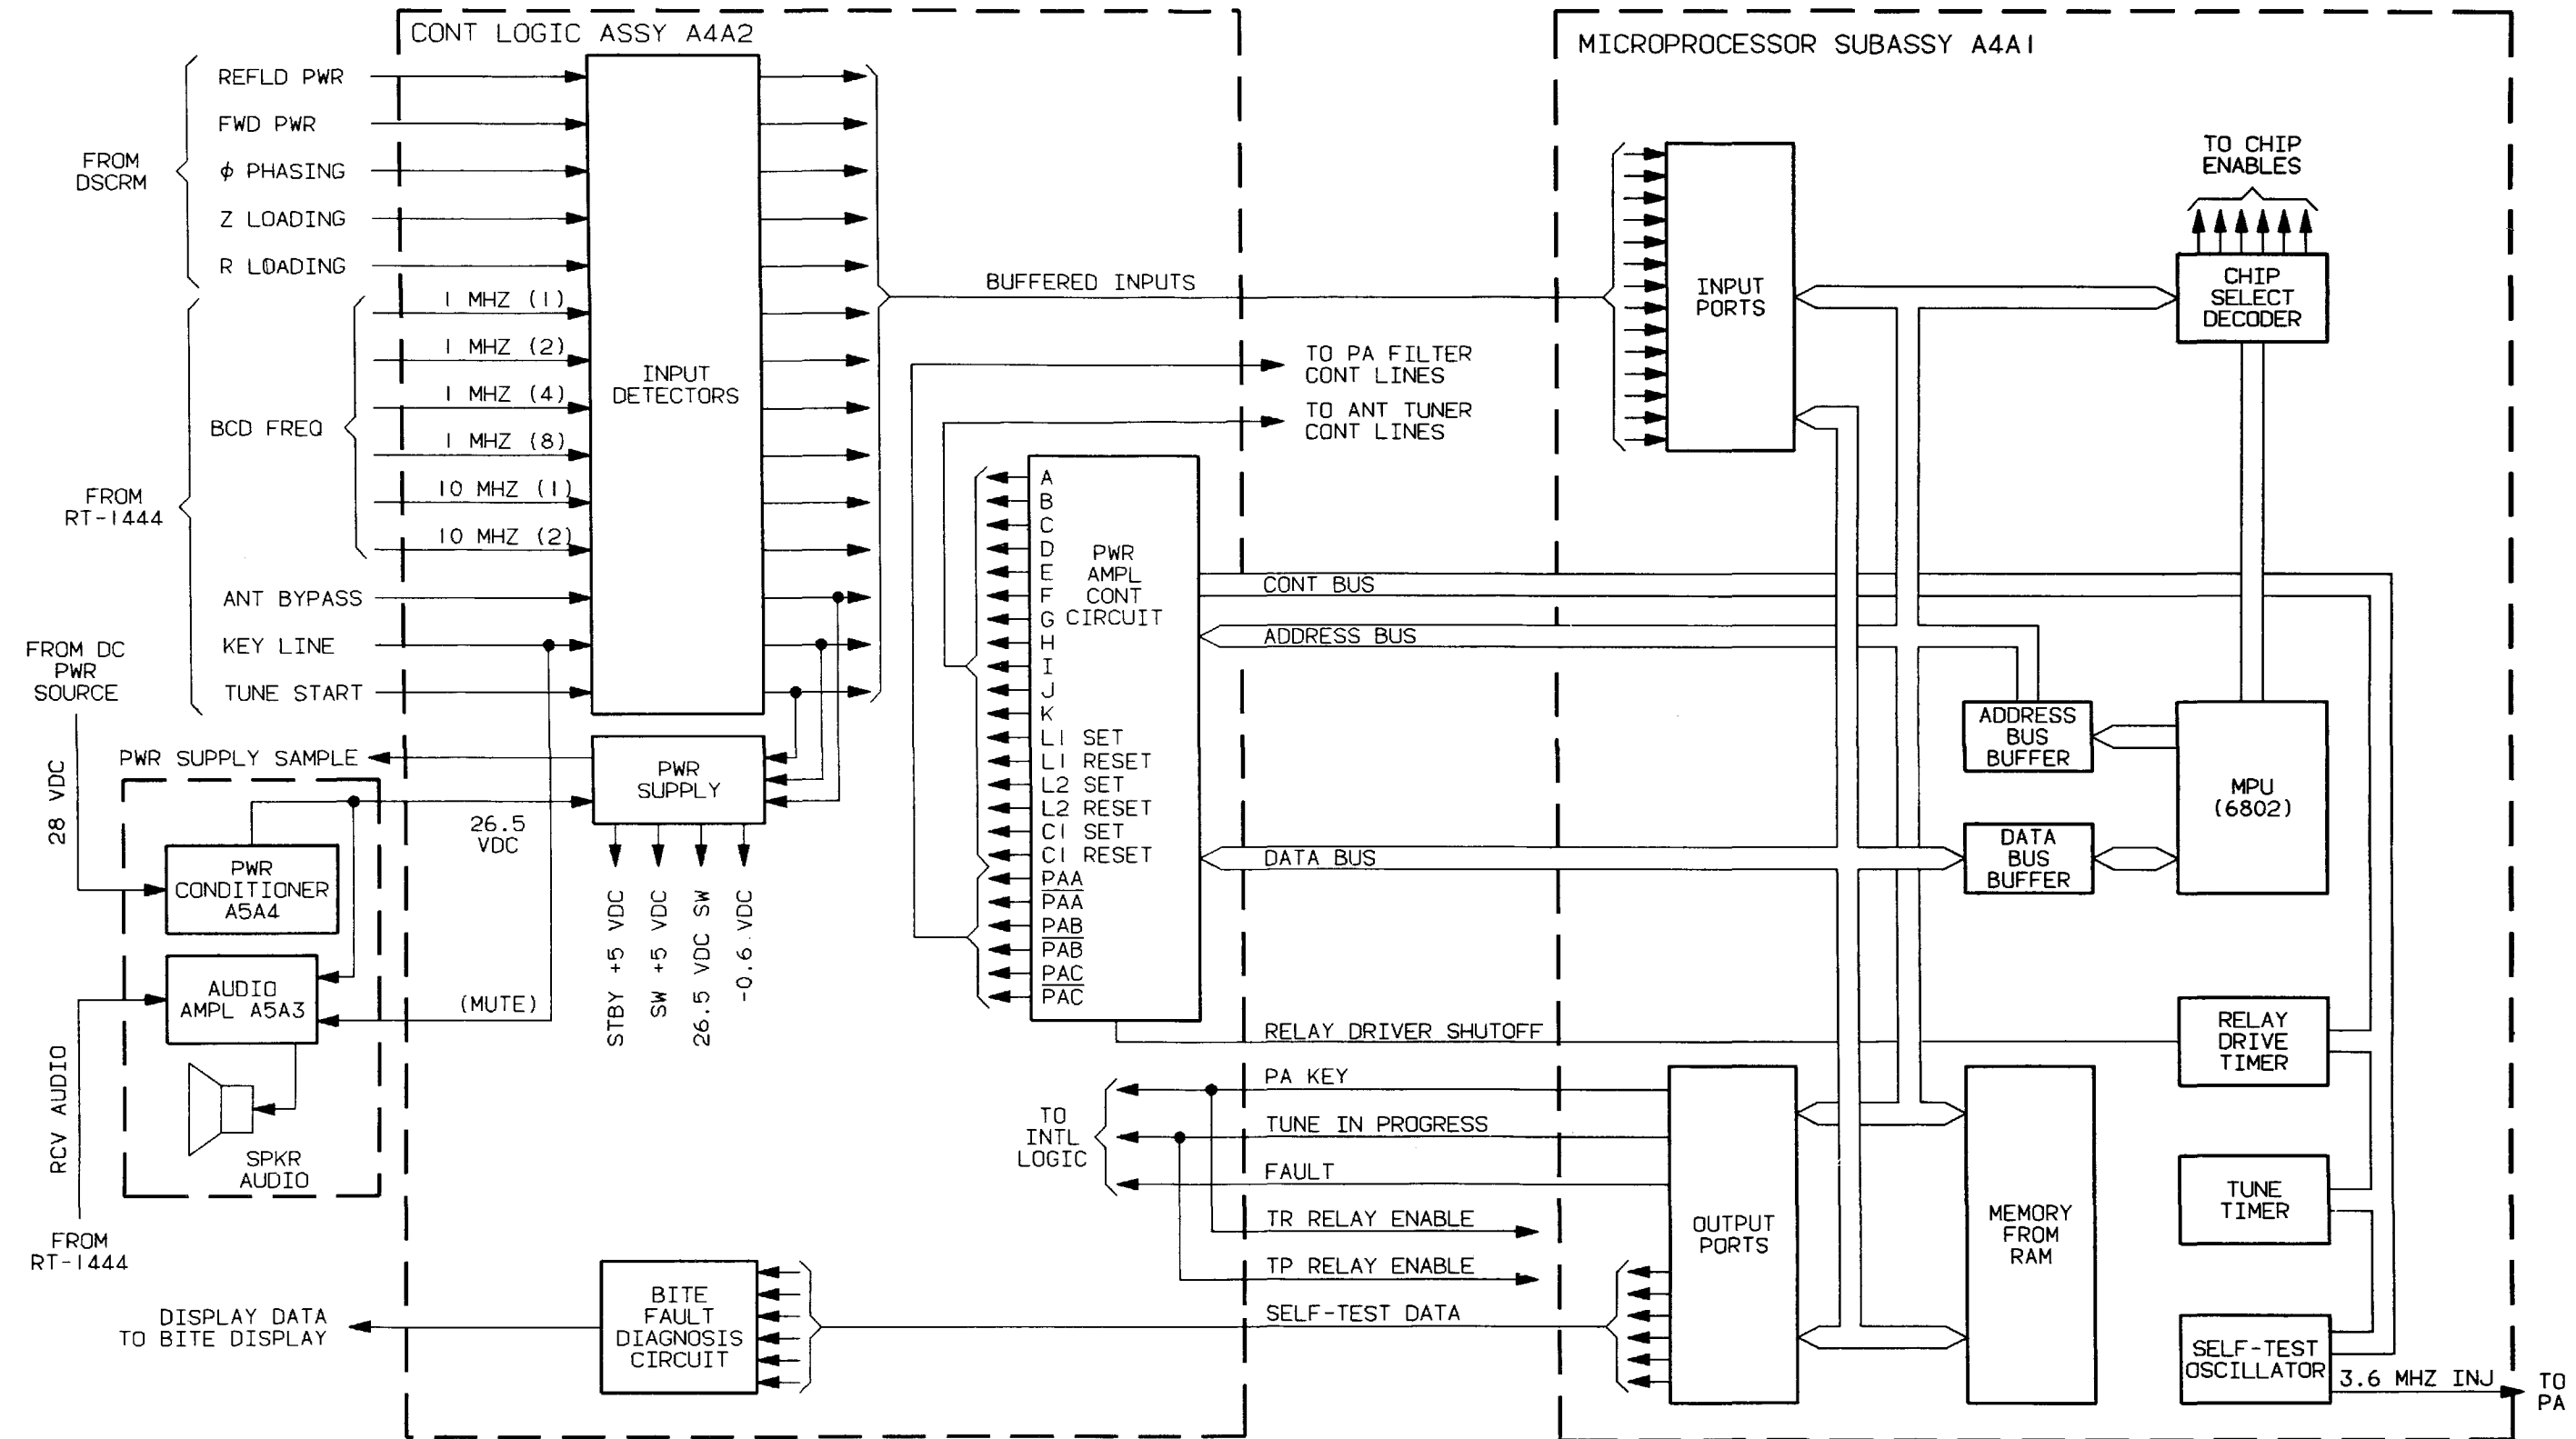 CONT LOGIC ASSY A4A2
MICROPROCESSOR SUBASSY A4A1
FROM
DSCRM
REFLD PWR
FWD PWR
ϕ PHASING
Z LOADING
R LOADING
FROM
RT-1444
BCD FREQ
1 MHZ (1)
1 MHZ (2)
1 MHZ (4)
1 MHZ (8)
10 MHZ (1)
10 MHZ (2)
ANT BYPASS
KEY LINE
TUNE START
INPUT
DETECTORS
BUFFERED INPUTS
TO PA FILTER
CONT LINES
TO ANT TUNER
CONT LINES
INPUT
PORTS
TO CHIP
ENABLES
CHIP
SELECT
DECODER
A
B
C
D
E
F
G
H
I
J
K
L1 SET
L1 RESET
L2 SET
L2 RESET
C1 SET
C1 RESET
PAA
P̅A̅A̅
PAB
P̅A̅B̅
PAC
P̅A̅C̅
PWR
AMPL
CONT
CIRCUIT
CONT BUS
ADDRESS BUS
DATA BUS
RELAY DRIVER SHUTOFF
ADDRESS
BUS
BUFFER
DATA
BUS
BUFFER
MPU
(6802)
FROM DC
PWR
SOURCE
28 VDC
PWR SUPPLY SAMPLE
PWR
SUPPLY
26.5
VDC
STBY +5 VDC
SW +5 VDC
26.5 VDC SW
-0.6 VDC
PWR
CONDITIONER
A5A4
AUDIO
AMPL A5A3
(MUTE)
SPKR
AUDIO
RCV AUDIO
FROM
RT-1444
TO
INTL
LOGIC
PA KEY
TUNE IN PROGRESS
FAULT
TR RELAY ENABLE
TP RELAY ENABLE
SELF-TEST DATA
OUTPUT
PORTS
MEMORY
FROM
RAM
RELAY
DRIVE
TIMER
TUNE
TIMER
SELF-TEST
OSCILLATOR
3.6 MHZ INJ
TO
PA
BITE
FAULT
DIAGNOSIS
CIRCUIT
DISPLAY DATA
TO BITE DISPLAY